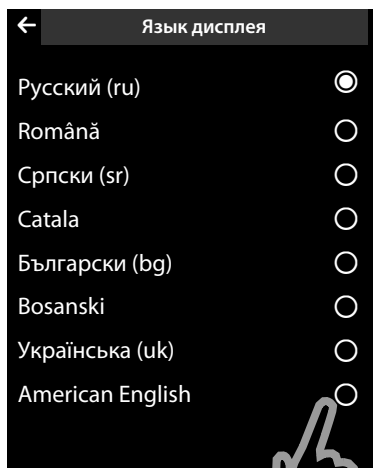 Язык дисплея
Русский (ru)
Română
Српски (sr)
Catala
Български (bg)
Bosanski
Українська (uk)
American English